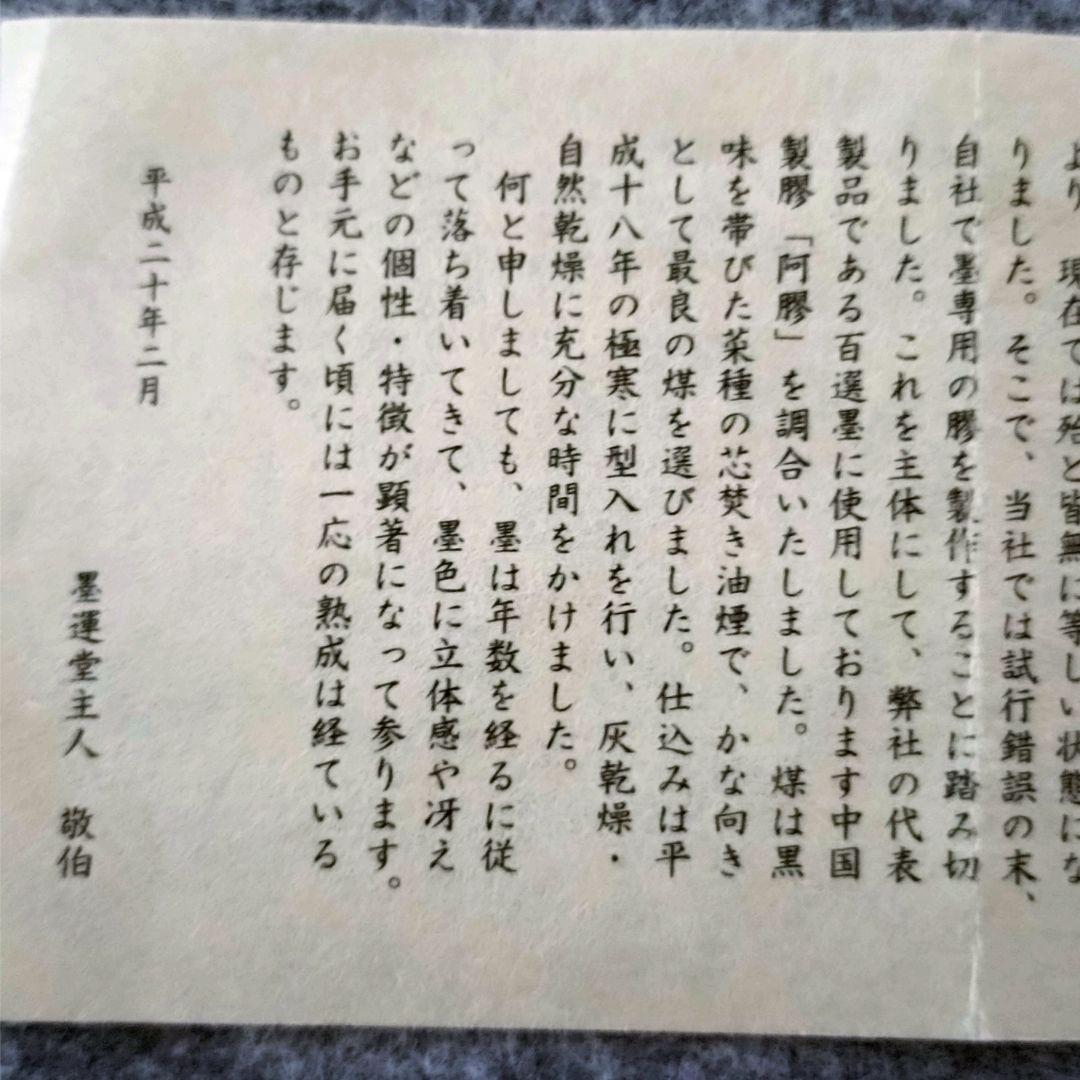 より、現在では殆ど皆無に等しい状態にな
りました。そこで、当社では試行錯誤の末、
自社で墨専用の膠を製作することに踏み切
りました。これを主体にして、弊社の代表
製品である百選墨に使用しております中国
製膠「阿膠」を調合いたしました。煤は黒
味を帯びた菜種の芯焚き油煙で、かな向き
として最良の煤を選びました。仕込みは平
成十八年の極寒に型入れを行い、灰乾燥・
自然乾燥に充分な時間をかけました。
何と申しましても、墨は年数を経るに従
って落ち着いてきて、墨色に立体感や冴え
などの個性・特徴が顕著になって参ります。
お手元に届く頃には一応の熟成は経ている
ものと存じます。
平成二十年二月
墨運堂主人 敬伯